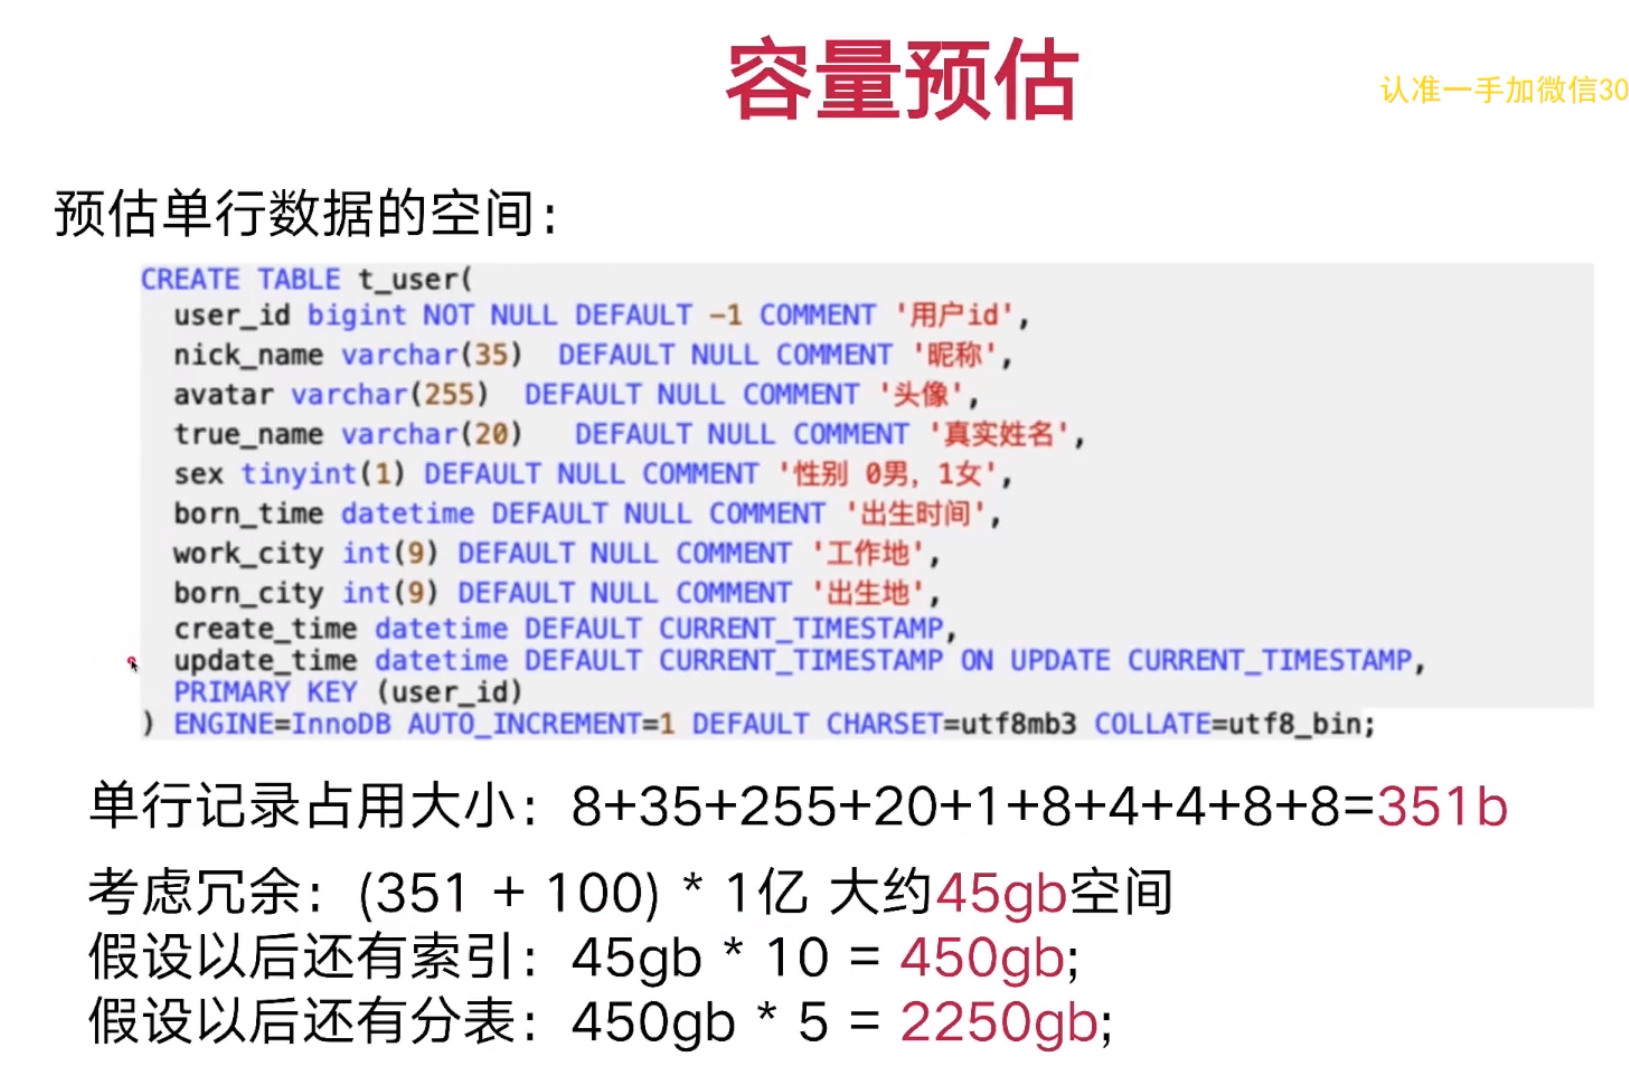 容量预估
认准一手加微信30
预估单行数据的空间：
CREATE TABLE t_user(
user_id bigint NOT NULL DEFAULT -1 COMMENT '用户id',
nick_name varchar(35) DEFAULT NULL COMMENT '昵称',
avatar varchar(255) DEFAULT NULL COMMENT '头像',
true_name varchar(20) DEFAULT NULL COMMENT '真实姓名',
sex tinyint(1) DEFAULT NULL COMMENT '性别 0男，1女',
born_time datetime DEFAULT NULL COMMENT '出生时间',
work_city int(9) DEFAULT NULL COMMENT '工作地',
born_city int(9) DEFAULT NULL COMMENT '出生地',
create_time datetime DEFAULT CURRENT_TIMESTAMP,
update_time datetime DEFAULT CURRENT_TIMESTAMP ON UPDATE CURRENT_TIMESTAMP,
PRIMARY KEY (user_id)
) ENGINE=InnoDB AUTO_INCREMENT=1 DEFAULT CHARSET=utf8mb3 COLLATE=utf8_bin;
单行记录占用大小：8+35+255+20+1+8+4+4+8+8=351b
考虑冗余：(351 + 100) * 1亿 大约45gb空间
假设以后还有索引：45gb * 10 = 450gb;
假设以后还有分表：450gb * 5 = 2250gb;